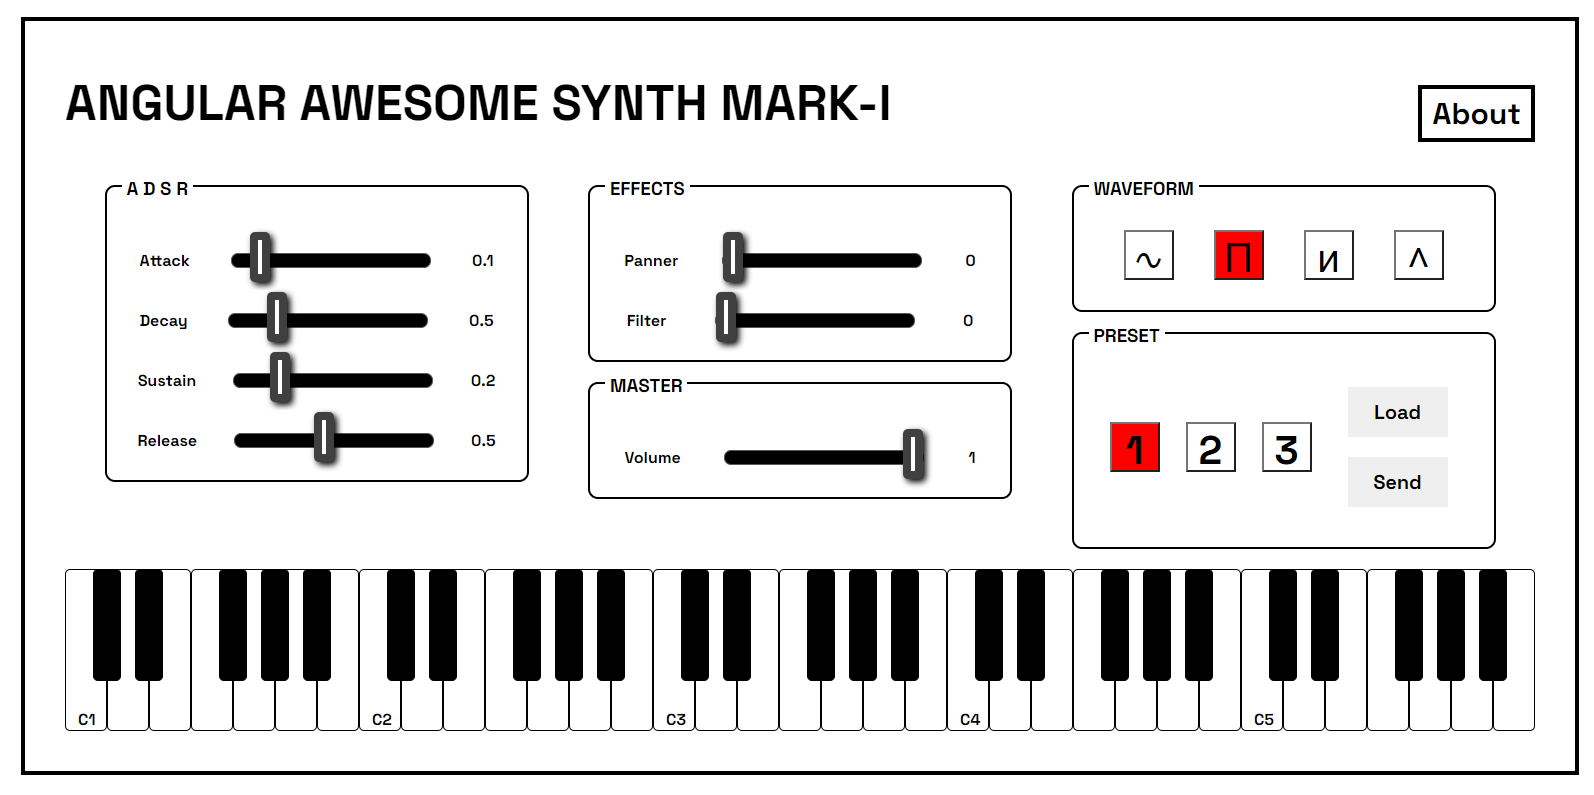 ANGULAR AWESOME SYNTH MARK-I
About
A D S R
Attack 0.1
Decay 0.5
Sustain 0.2
Release 0.5
EFFECTS
Panner 0
Filter 0
MASTER
Volume 1
WAVEFORM
∿ Π И Λ
PRESET
1 2 3
Load
Send
C1 C2 C3 C4 C5